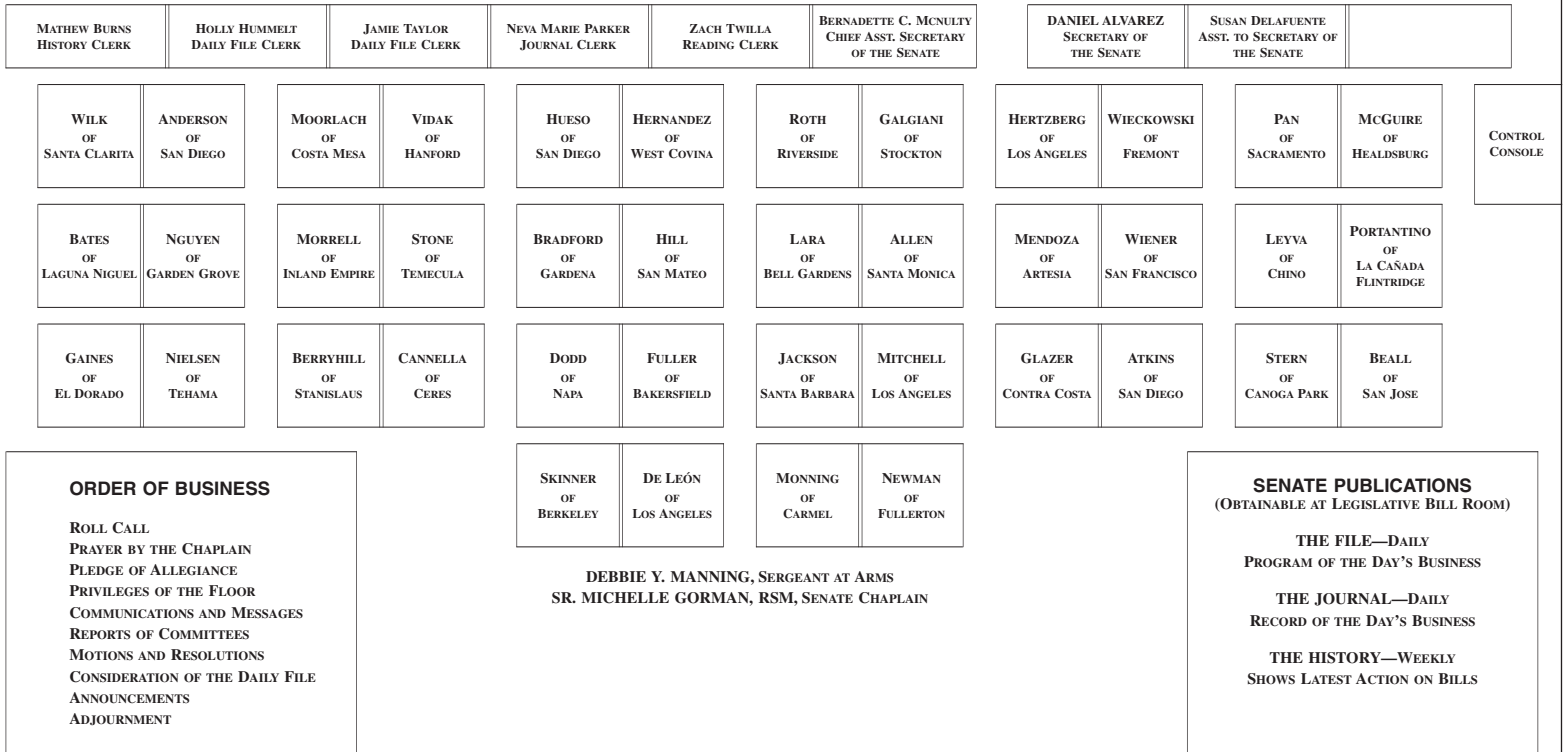 MATHEW BURNS
HISTORY CLERK
HOLLY HUMMELT
DAILY FILE CLERK
JAMIE TAYLOR
DAILY FILE CLERK
NEVA MARIE PARKER
JOURNAL CLERK
ZACH TWILLA
READING CLERK
BERNADETTE C. MCNULTY
CHIEF ASST. SECRETARY
OF THE SENATE
DANIEL ALVAREZ
SECRETARY OF
THE SENATE
SUSAN DELAFUENTE
ASST. TO SECRETARY OF
THE SENATE
WILK
OF
SANTA CLARITA
ANDERSON
OF
SAN DIEGO
MOORLACH
OF
COSTA MESA
VIDAK
OF
HANFORD
HUESO
OF
SAN DIEGO
HERNANDEZ
OF
WEST COVINA
ROTH
OF
RIVERSIDE
GALGIANI
OF
STOCKTON
HERTZBERG
OF
LOS ANGELES
WIECKOWSKI
OF
FREMONT
PAN
OF
SACRAMENTO
MCGUIRE
OF
HEALDSBURG
CONTROL
CONSOLE
BATES
OF
LAGUNA NIGUEL
NGUYEN
OF
GARDEN GROVE
MORRELL
OF
INLAND EMPIRE
STONE
OF
TEMECULA
BRADFORD
OF
GARDENA
HILL
OF
SAN MATEO
LARA
OF
BELL GARDENS
ALLEN
OF
SANTA MONICA
MENDOZA
OF
ARTESIA
WIENER
OF
SAN FRANCISCO
LEYVA
OF
CHINO
PORTANTINO
OF
LA CAÑADA
FLINTRIDGE
GAINES
OF
EL DORADO
NIELSEN
OF
TEHAMA
BERRYHILL
OF
STANISLAUS
CANNELLA
OF
CERES
DODD
OF
NAPA
FULLER
OF
BAKERSFIELD
JACKSON
OF
SANTA BARBARA
MITCHELL
OF
LOS ANGELES
GLAZER
OF
CONTRA COSTA
ATKINS
OF
SAN DIEGO
STERN
OF
CANOGA PARK
BEALL
OF
SAN JOSE
SKINNER
OF
BERKELEY
DE LEÓN
OF
LOS ANGELES
MONNING
OF
CARMEL
NEWMAN
OF
FULLERTON
DEBBIE Y. MANNING, SERGEANT AT ARMS
SR. MICHELLE GORMAN, RSM, SENATE CHAPLAIN
ORDER OF BUSINESS
ROLL CALL
PRAYER BY THE CHAPLAIN
PLEDGE OF ALLEGIANCE
PRIVILEGES OF THE FLOOR
COMMUNICATIONS AND MESSAGES
REPORTS OF COMMITTEES
MOTIONS AND RESOLUTIONS
CONSIDERATION OF THE DAILY FILE
ANNOUNCEMENTS
ADJOURNMENT
SENATE PUBLICATIONS
(OBTAINABLE AT LEGISLATIVE BILL ROOM)
THE FILE—DAILY
PROGRAM OF THE DAY'S BUSINESS
THE JOURNAL—DAILY
RECORD OF THE DAY'S BUSINESS
THE HISTORY—WEEKLY
SHOWS LATEST ACTION ON BILLS